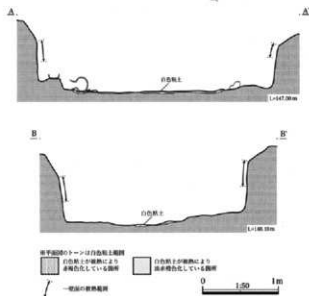 A
A'
白色粘土
L=147.00m
B
B'
白色粘土
L=148.10m
※平面図のトーンは白色粘土範囲
白色粘土が被熱により
赤褐色化している箇所
白色粘土が被熱により
淡赤褐色化している箇所
壁面の被熱範囲
0
1:50
1m